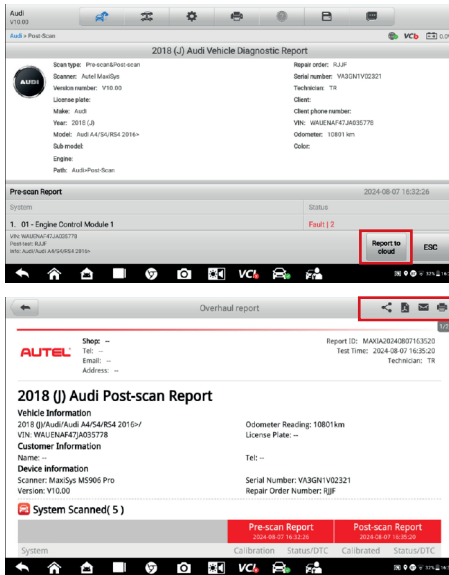 Audi
V10.03
Audi > Post-Scan
VCI 0.0
2018 (J) Audi Vehicle Diagnostic Report
AUDI
Scan type: Pre-scan&Post-scan
Scanner: Autel MaxiSys
Version number: V10.00
License plate:
Make: Audi
Year: 2018 (J)
Model: Audi A4/S4/RS4 2016>
Sub-model:
Engine:
Path: Audi>Post-Scan
Repair order: RJJF
Serial number: VA3GN1V02321
Technician: TR
Client:
Client phone number:
VIN: WAUENAF47JA035778
Odometer: 10801 km
Color:
Pre-scan Report 2024-08-07 16:32:26
System Status
1. 01 - Engine Control Module 1 Fault | 2
VIN: WAUENAF47JA035778
Info: Audi/Audi A4/S4/RS4 2016>
Report to
cloud
ESC
VCI
Overhaul report
AUTEL
Shop: --
Tel: --
Email: --
Address: --
Report ID: MAXIA20240807163520
Test Time: 2024-08-07 16:35:20
Technician: TR
2018 (J) Audi Post-scan Report
Vehicle Information
2018 (J)/Audi/Audi A4/S4/RS4 2016>/
Odometer Reading: 10801km
VIN: WAUENAF47JA035778
License Plate: --
Customer Information
Name: --
Tel: --
Device information
Scanner: MaxiSys MS906 Pro
Serial Number: VA3GN1V02321
Version: V10.00
Repair Order Number: RJJF
System Scanned( 5 )
Pre-scan Report Post-scan Report
2024-08-07 16:32:26 2024-08-07 16:35:20
System Calibration Status/DTC Calibrated Status/DTC
VCI